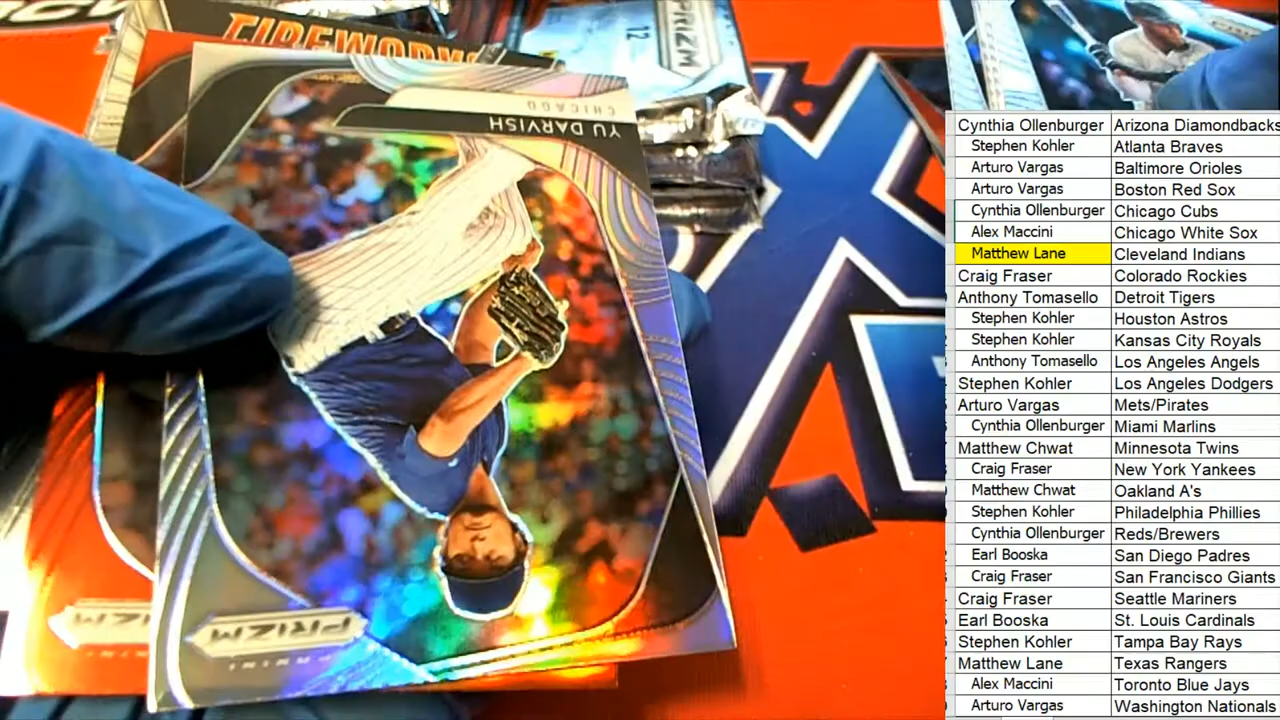 FIREWORKS
12
PRIZM
CHICAGO
YU DARVISH
PRIZM
PANINI
PRIZM
PANINI
Cynthia Ollenburger Arizona Diamondbacks
Stephen Kohler Atlanta Braves
Arturo Vargas Baltimore Orioles
Arturo Vargas Boston Red Sox
Cynthia Ollenburger Chicago Cubs
Alex Maccini Chicago White Sox
Matthew Lane Cleveland Indians
Craig Fraser Colorado Rockies
Anthony Tomasello Detroit Tigers
Stephen Kohler Houston Astros
Stephen Kohler Kansas City Royals
Anthony Tomasello Los Angeles Angels
Stephen Kohler Los Angeles Dodgers
Arturo Vargas Mets/Pirates
Cynthia Ollenburger Miami Marlins
Matthew Chwat Minnesota Twins
Craig Fraser New York Yankees
Matthew Chwat Oakland A's
Stephen Kohler Philadelphia Phillies
Cynthia Ollenburger Reds/Brewers
Earl Booska San Diego Padres
Craig Fraser San Francisco Giants
Craig Fraser Seattle Mariners
Earl Booska St. Louis Cardinals
Stephen Kohler Tampa Bay Rays
Matthew Lane Texas Rangers
Alex Maccini Toronto Blue Jays
Arturo Vargas Washington Nationals